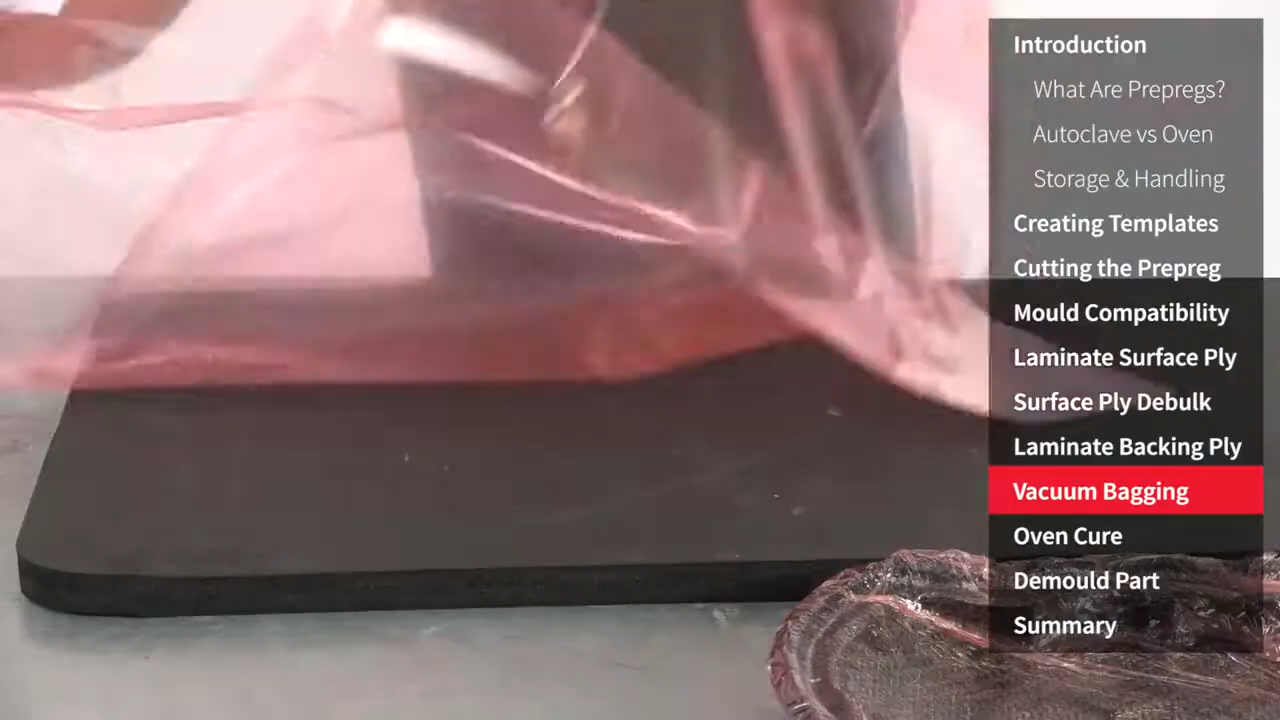 Introduction
What Are Prepregs?
Autoclave vs Oven
Storage & Handling
Creating Templates
Cutting the Prepreg
Mould Compatibility
Laminate Surface Ply
Surface Ply Debulk
Laminate Backing Ply
Vacuum Bagging
Oven Cure
Demould Part
Summary